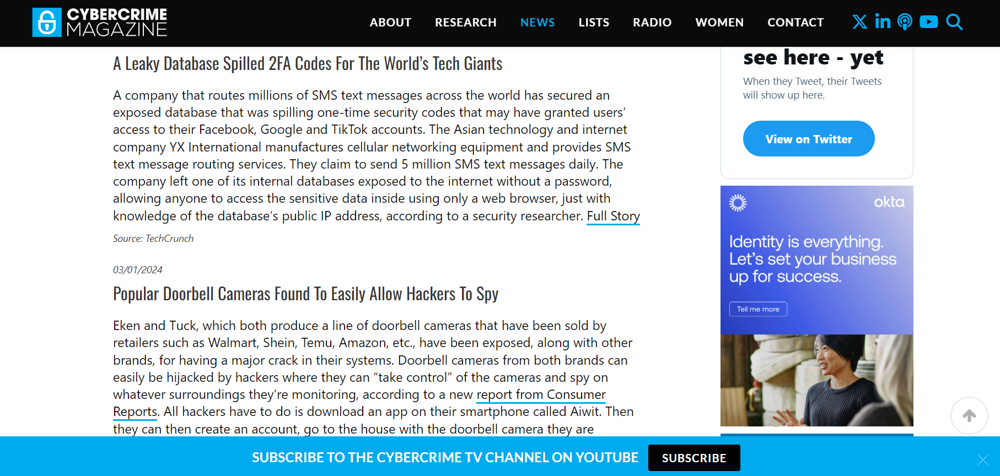 CYBERCRIME
MAGAZINE
ABOUT
RESEARCH
NEWS
LISTS
RADIO
WOMEN
CONTACT
A Leaky Database Spilled 2FA Codes For The World’s Tech Giants
A company that routes millions of SMS text messages across the world has secured an
exposed database that was spilling one-time security codes that may have granted users’
access to their Facebook, Google and TikTok accounts. The Asian technology and internet
company YX International manufactures cellular networking equipment and provides SMS
text message routing services. They claim to send 5 million SMS text messages daily. The
company left one of its internal databases exposed to the internet without a password,
allowing anyone to access the sensitive data inside using only a web browser, just with
knowledge of the database’s public IP address, according to a security researcher. Full Story
Source: TechCrunch
03/01/2024
Popular Doorbell Cameras Found To Easily Allow Hackers To Spy
Eken and Tuck, which both produce a line of doorbell cameras that have been sold by
retailers such as Walmart, Shein, Temu, Amazon, etc., have been exposed, along with other
brands, for having a major crack in their systems. Doorbell cameras from both brands can
easily be hijacked by hackers where they can “take control” of the cameras and spy on
whatever surroundings they’re monitoring, according to a new report from Consumer
Reports. All hackers have to do is download an app on their smartphone called Aiwit. Then
they can then create an account, go to the house with the doorbell camera they are
see here - yet
When they Tweet, their Tweets
will show up here.
View on Twitter
okta
Identity is everything.
Let’s set your business
up for success.
Tell me more
SUBSCRIBE TO THE CYBERCRIME TV CHANNEL ON YOUTUBE
SUBSCRIBE